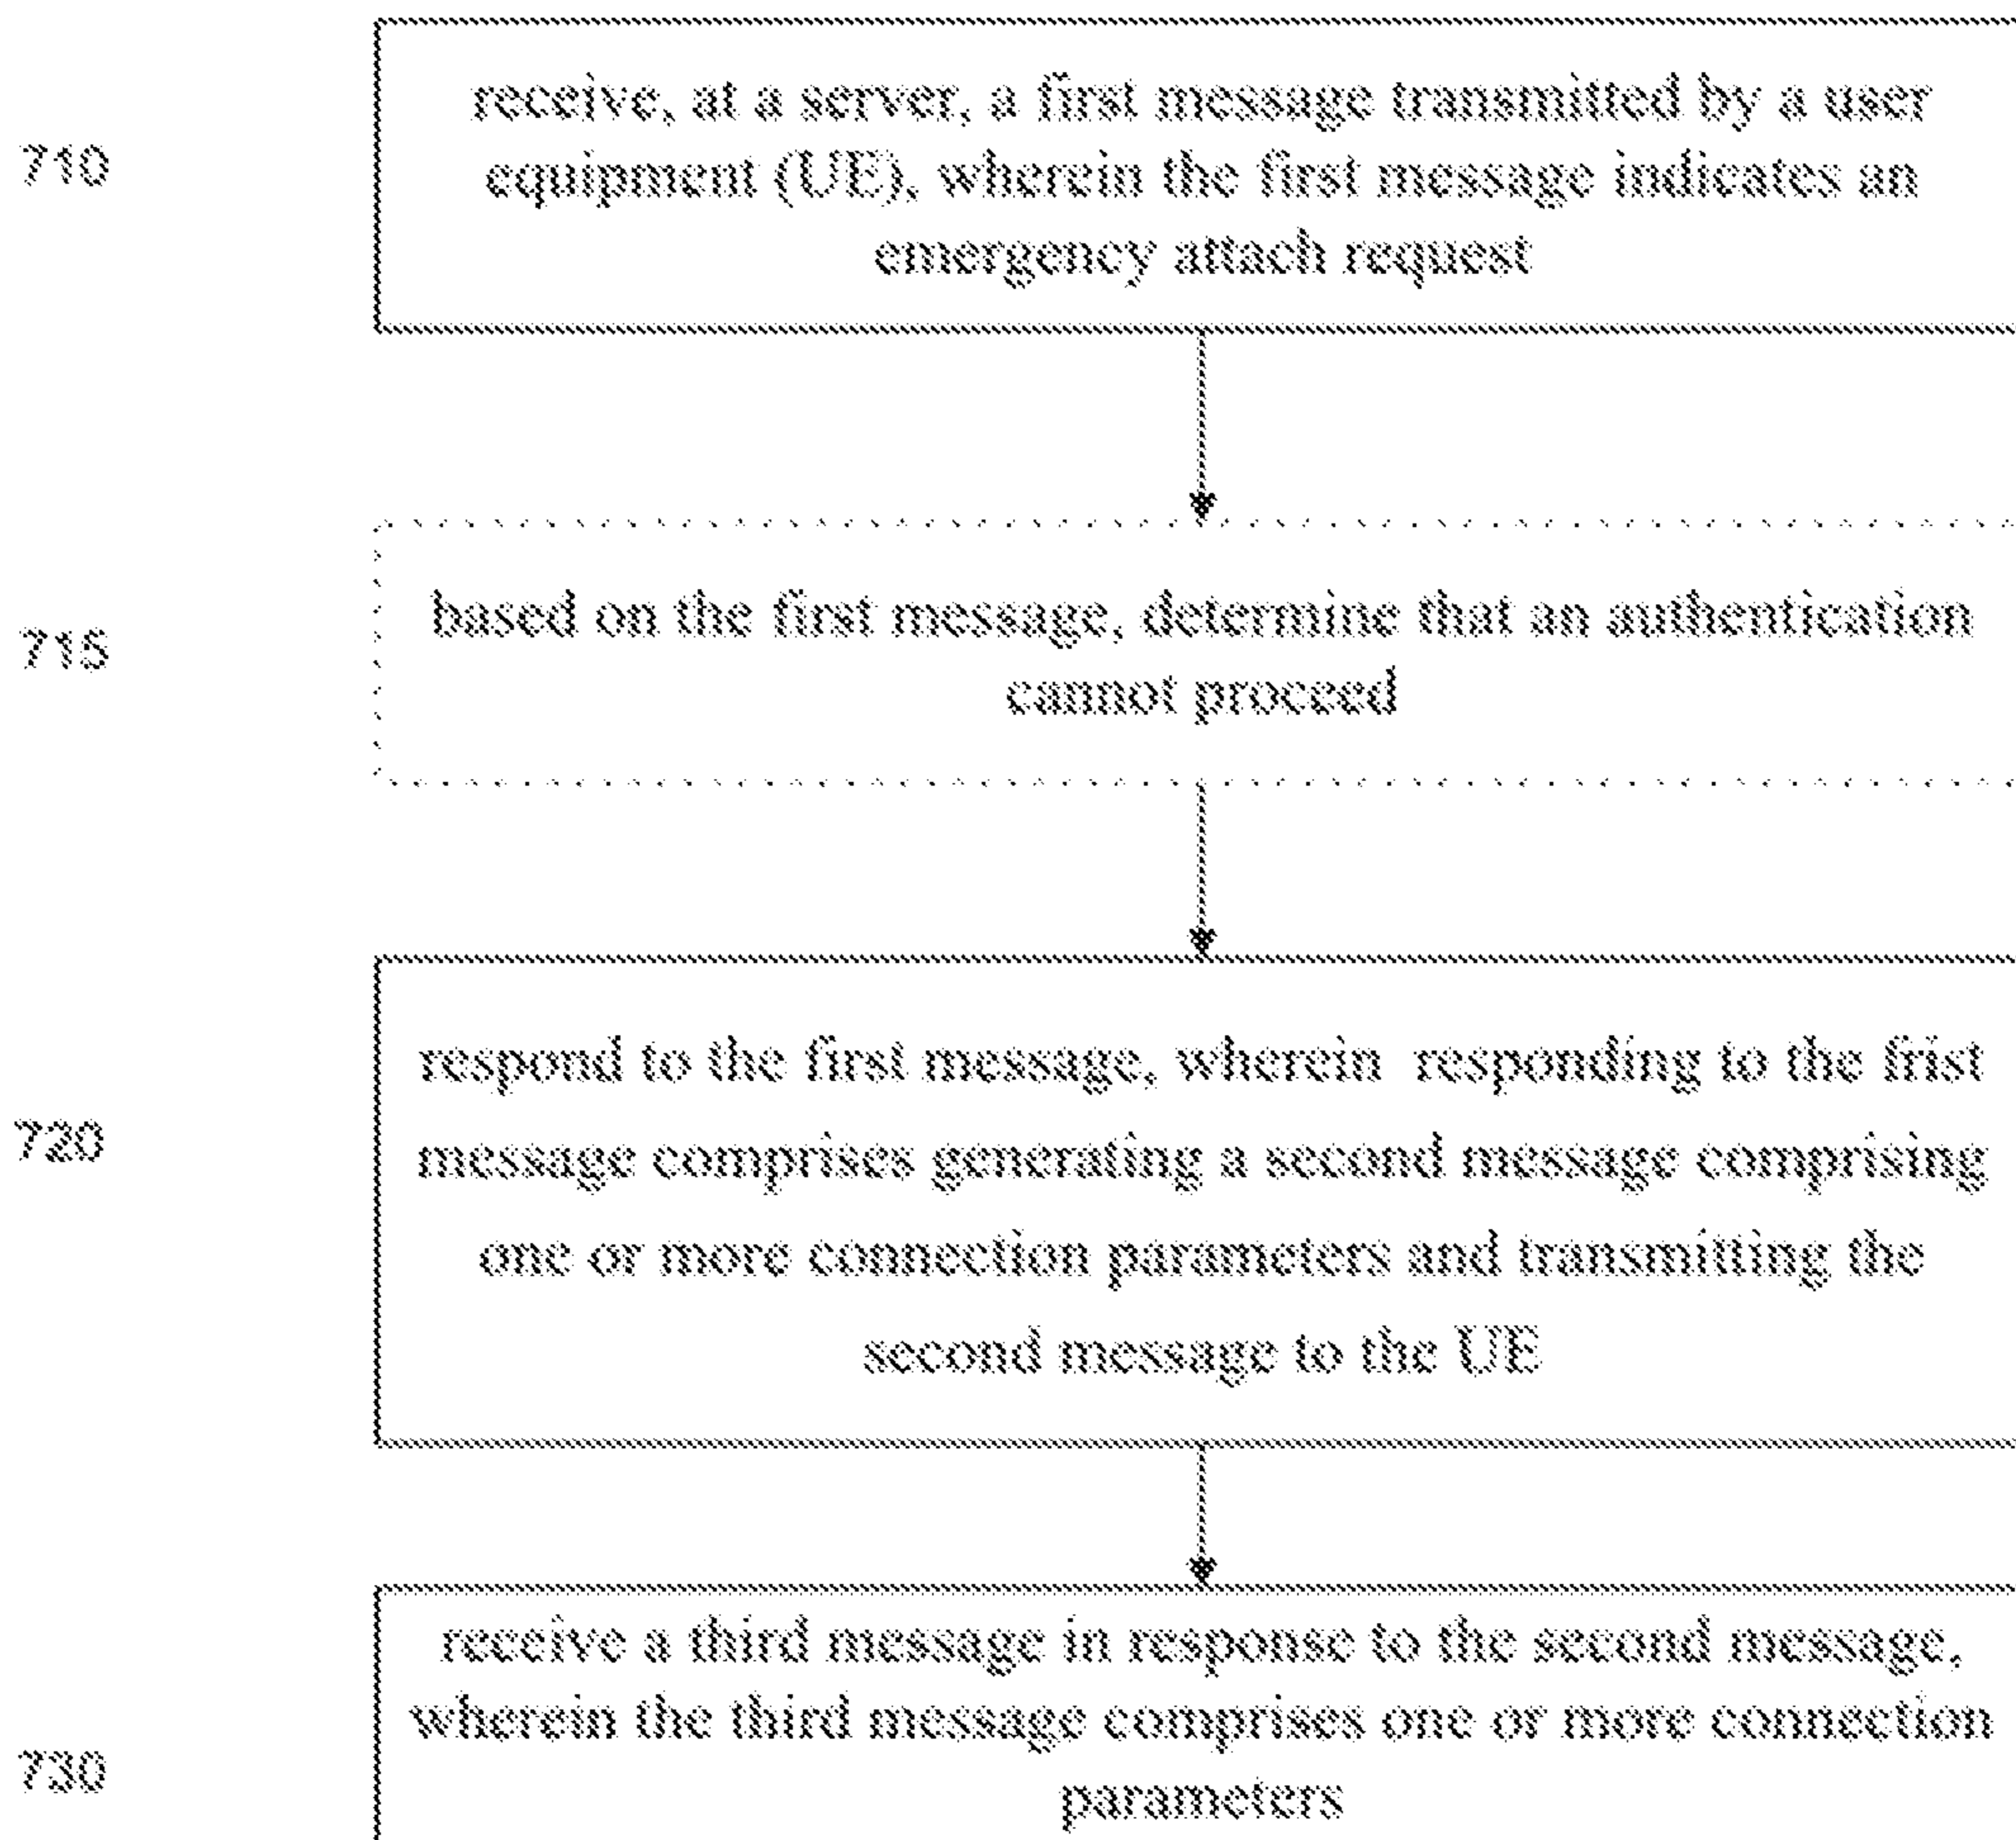 710
receive, at a server, a first message transmitted by a user
equipment (UE), wherein the first message indicates an
emergency attach request
715
based on the first message, determine that an authentication
cannot proceed
720
respond to the first message, wherein  responding to the frist
message comprises generating a second message comprising
one or more connection parameters and transmitting the
second message to the UE
730
receive a third message in response to the second message,
wherein the third message comprises one or more connection
parameters